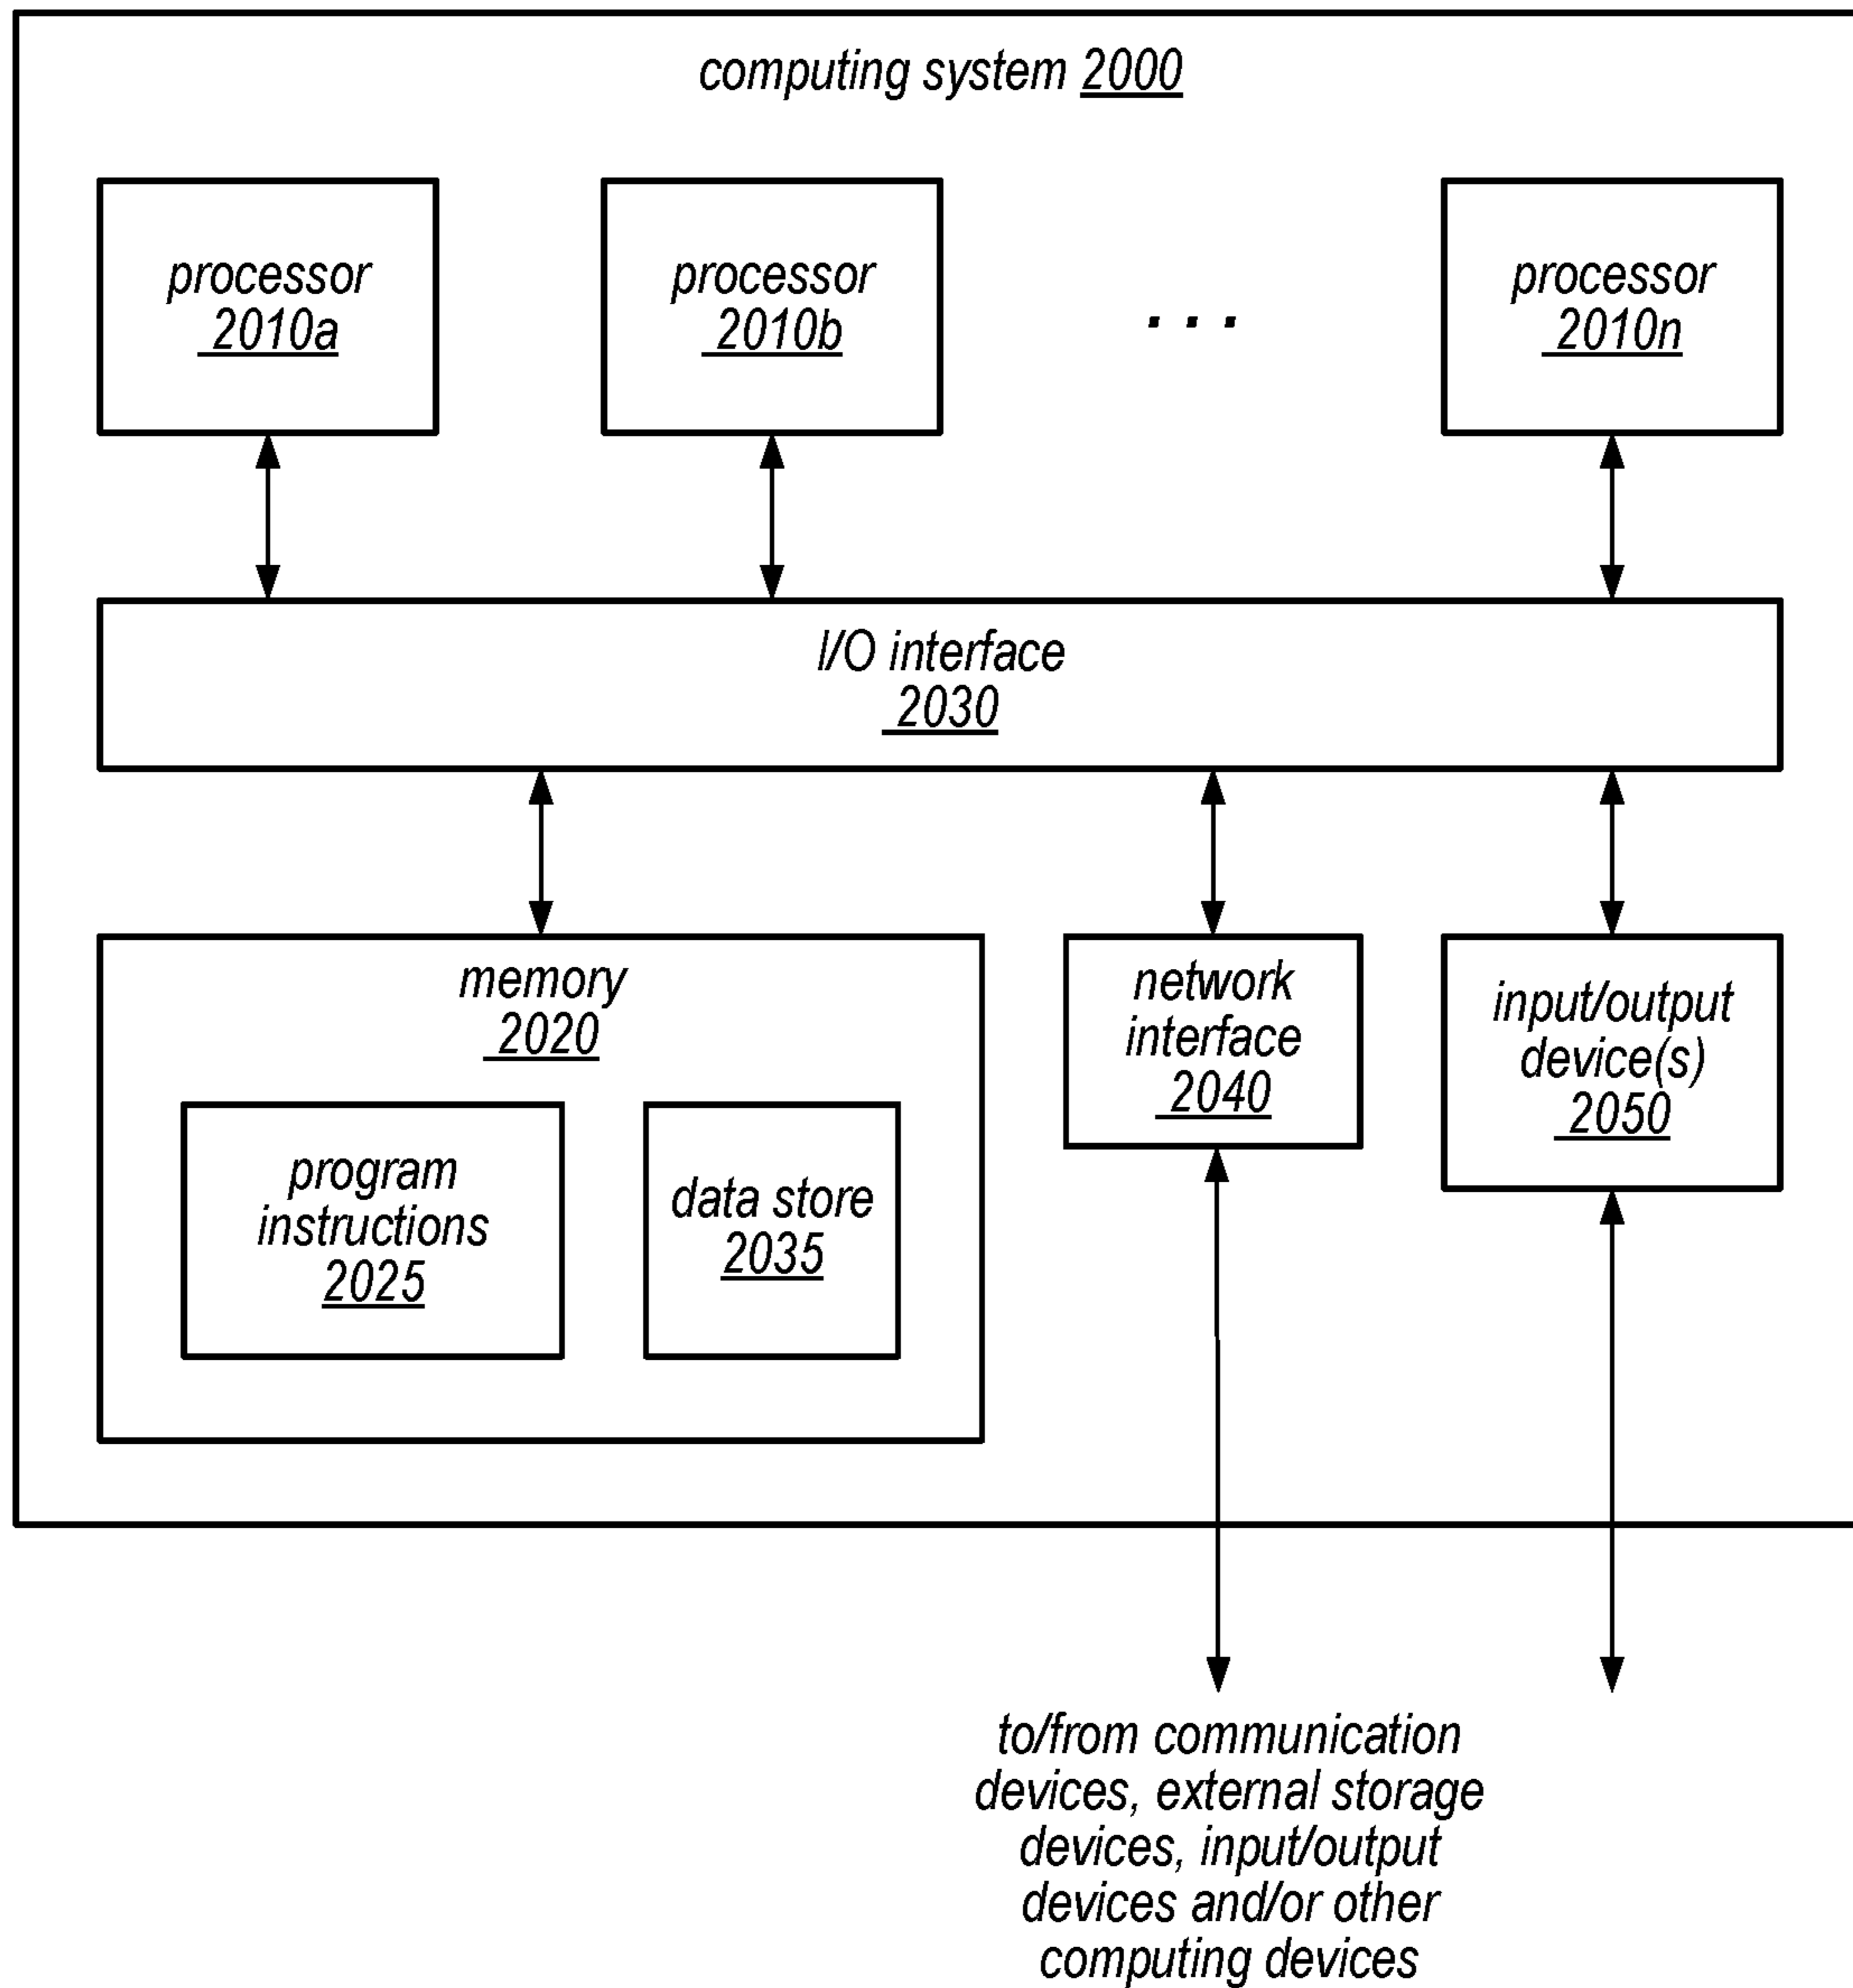 computing system 2000
processor
2010a
processor
2010b
. . .
processor
2010n
I/O interface
2030
memory
2020
program
instructions
2025
data store
2035
network
interface
2040
input/output
device(s)
2050
to/from communication
devices, external storage
devices, input/output
devices and/or other
computing devices